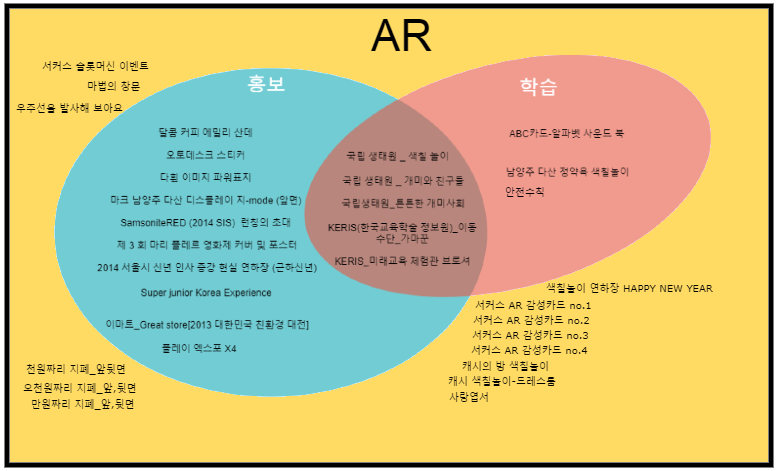 AR
서커스 슬롯머신 이벤트
마법의 창문
우주선을 발사해 보아요
홍보
달콤 커피 에밀리 산데
오토데스크 스티커
다흰 이미지 파워표지
마크 남양주 다산 디스플레이 지-mode (앞면)
SamsoniteRED (2014 SIS) 런칭의 초대
제 3 회 마리 끌레르 영화제 커버 및 포스터
2014 서울시 신년 인사 증강 현실 연하장 (근하신년)
Super junior Korea Experience
이마트_Great store[2013 대한민국 친환경 대전]
플레이 엑스포 X4
국립 생태원 _ 색칠 놀이
국립 생태원 _ 개미와 친구들
국립생태원_튼튼한 개미사회
KERIS(한국교육학술 정보원)_이동
수단_가마꾼
KERIS_미래교육 체험관 브로셔
학습
ABC카드-알파벳 사운드 북
남양주 다산 정약용 색칠놀이
안전수칙
색칠놀이 연하장 HAPPY NEW YEAR
서커스 AR 감성카드 no.1
서커스 AR 감성카드 no.2
서커스 AR 감성카드 no.3
서커스 AR 감성카드 no.4
캐시의 방 색칠놀이
캐시 색칠놀이-드레스룸
사랑엽서
천원짜리 지폐_앞뒷면
오천원짜리 지폐_앞,뒷면
만원짜리 지폐_앞,뒷면